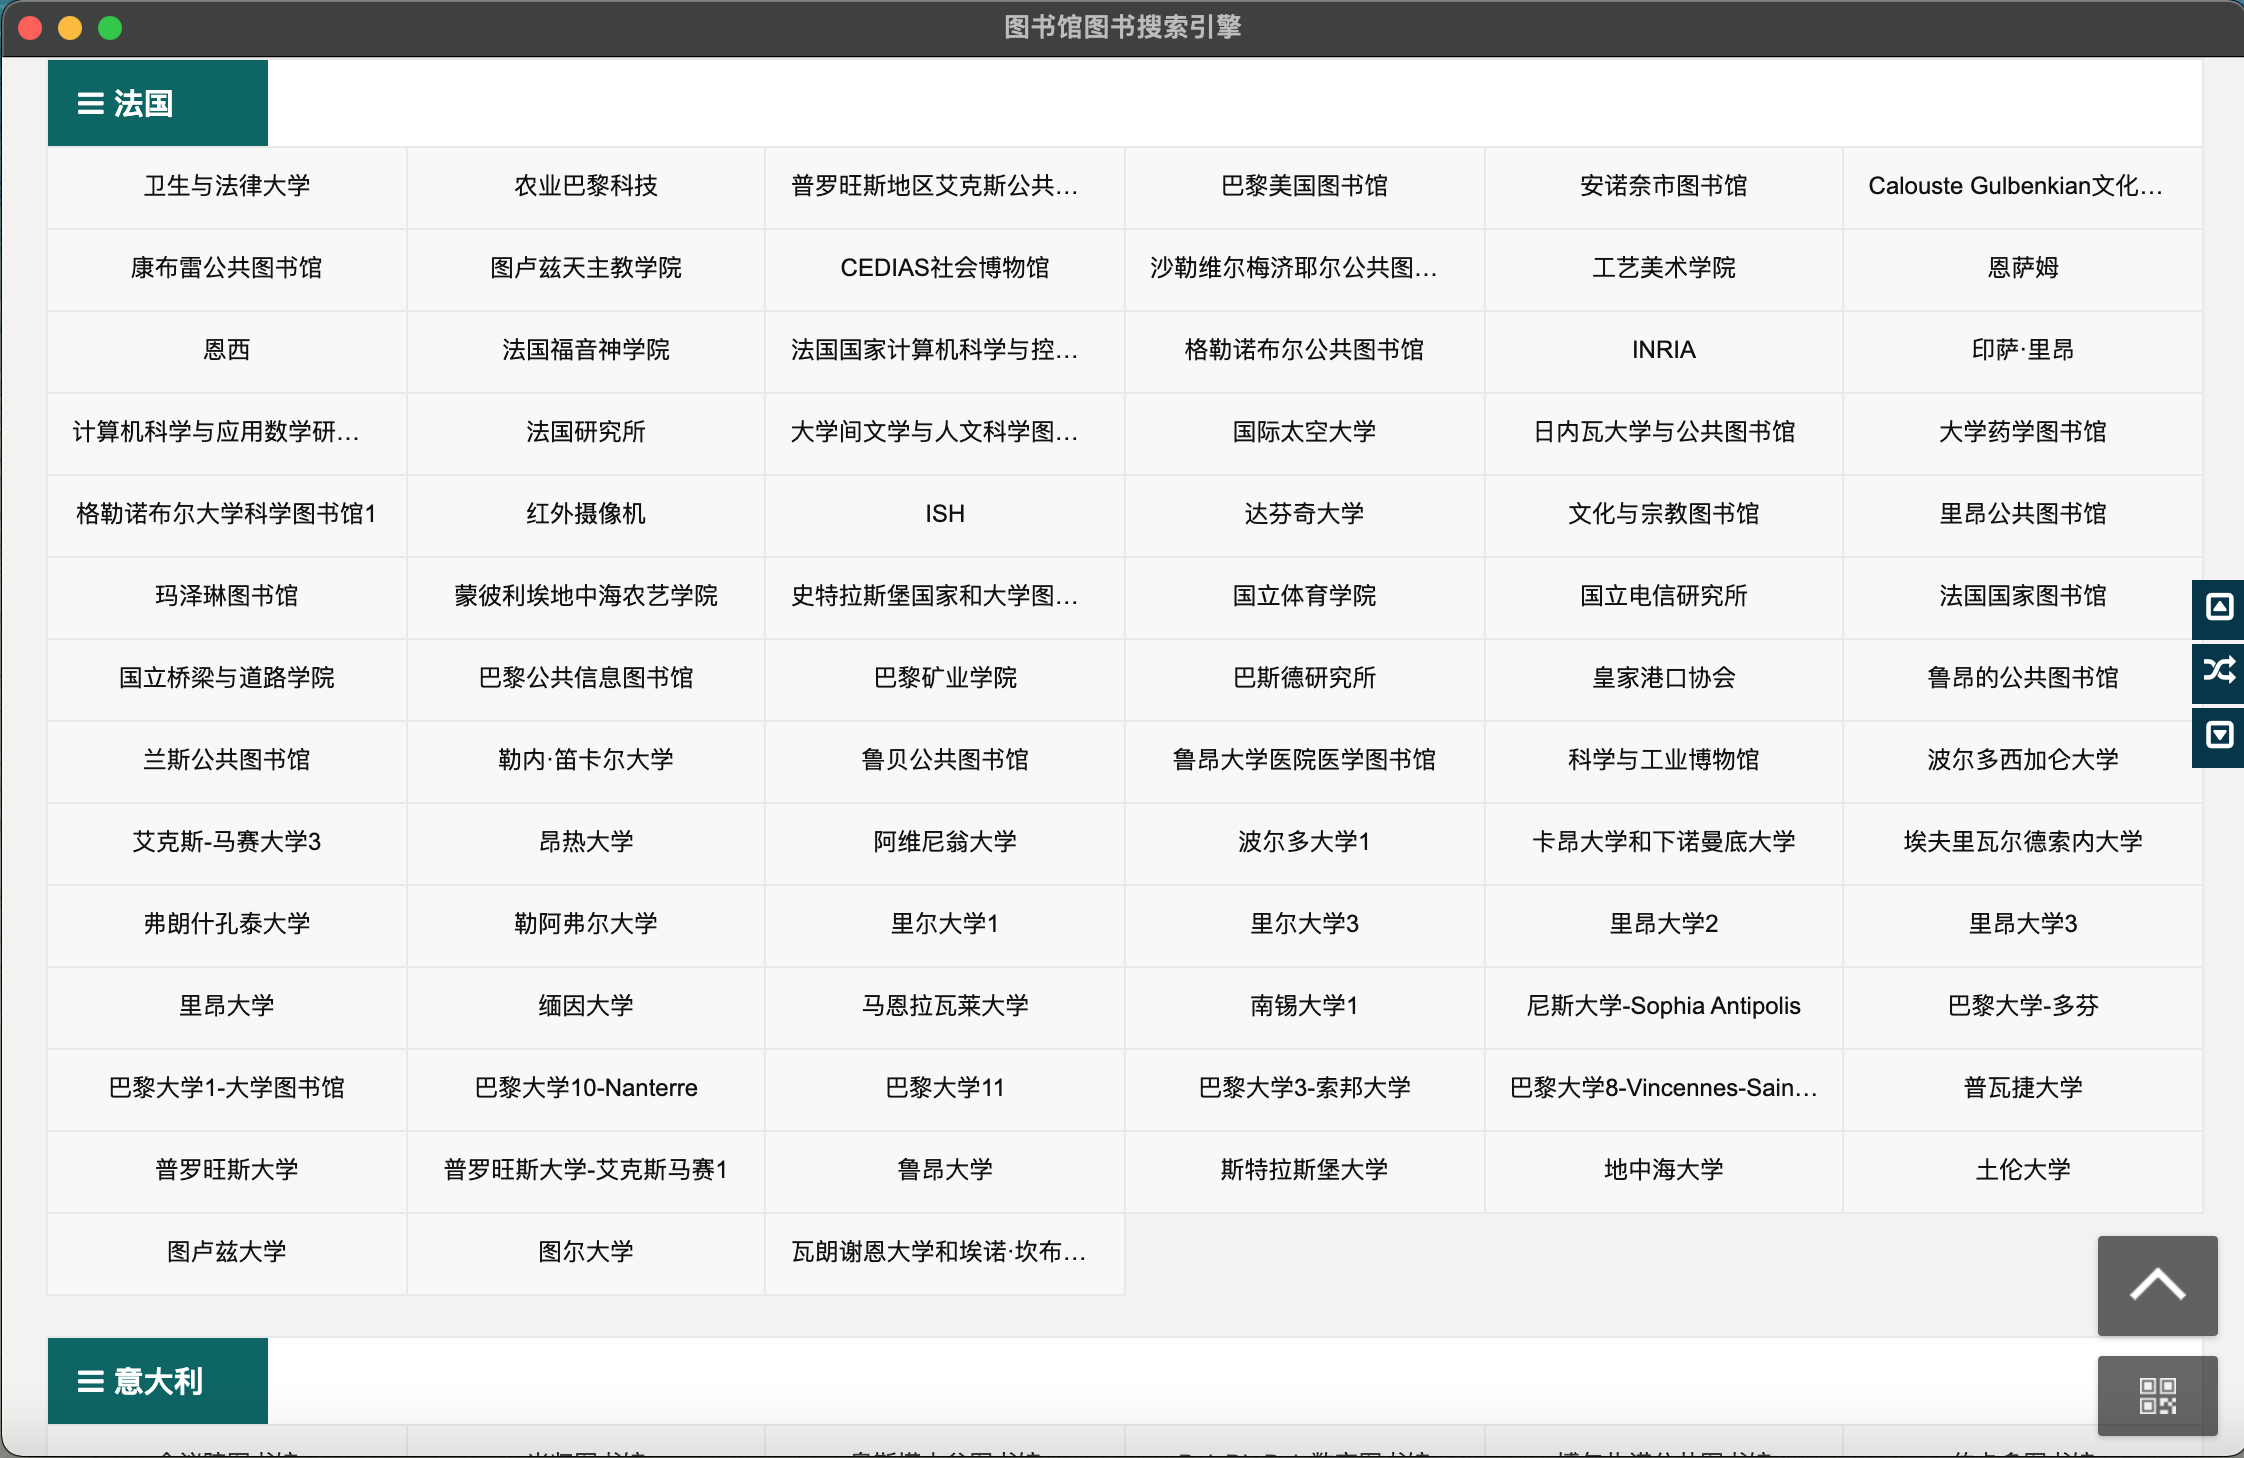 图书馆图书搜索引擎
法国
卫生与法律大学 农业巴黎科技 普罗旺斯地区艾克斯公共… 巴黎美国图书馆 安诺奈市图书馆 Calouste Gulbenkian文化…
康布雷公共图书馆 图卢兹天主教学院 CEDIAS社会博物馆 沙勒维尔梅济耶尔公共图… 工艺美术学院 恩萨姆
恩西 法国福音神学院 法国国家计算机科学与控… 格勒诺布尔公共图书馆 INRIA 印萨·里昂
计算机科学与应用数学研… 法国研究所 大学间文学与人文科学图… 国际太空大学 日内瓦大学与公共图书馆 大学药学图书馆
格勒诺布尔大学科学图书馆1 红外摄像机 ISH 达芬奇大学 文化与宗教图书馆 里昂公共图书馆
玛泽琳图书馆 蒙彼利埃地中海农艺学院 史特拉斯堡国家和大学图… 国立体育学院 国立电信研究所 法国国家图书馆
国立桥梁与道路学院 巴黎公共信息图书馆 巴黎矿业学院 巴斯德研究所 皇家港口协会 鲁昂的公共图书馆
兰斯公共图书馆 勒内·笛卡尔大学 鲁贝公共图书馆 鲁昂大学医院医学图书馆 科学与工业博物馆 波尔多西加仑大学
艾克斯-马赛大学3 昂热大学 阿维尼翁大学 波尔多大学1 卡昂大学和下诺曼底大学 埃夫里瓦尔德索内大学
弗朗什孔泰大学 勒阿弗尔大学 里尔大学1 里尔大学3 里昂大学2 里昂大学3
里昂大学 缅因大学 马恩拉瓦莱大学 南锡大学1 尼斯大学-Sophia Antipolis 巴黎大学-多芬
巴黎大学1-大学图书馆 巴黎大学10-Nanterre 巴黎大学11 巴黎大学3-索邦大学 巴黎大学8-Vincennes-Sain… 普瓦捷大学
普罗旺斯大学 普罗旺斯大学-艾克斯马赛1 鲁昂大学 斯特拉斯堡大学 地中海大学 土伦大学
图卢兹大学 图尔大学 瓦朗谢恩大学和埃诺·坎布…
意大利